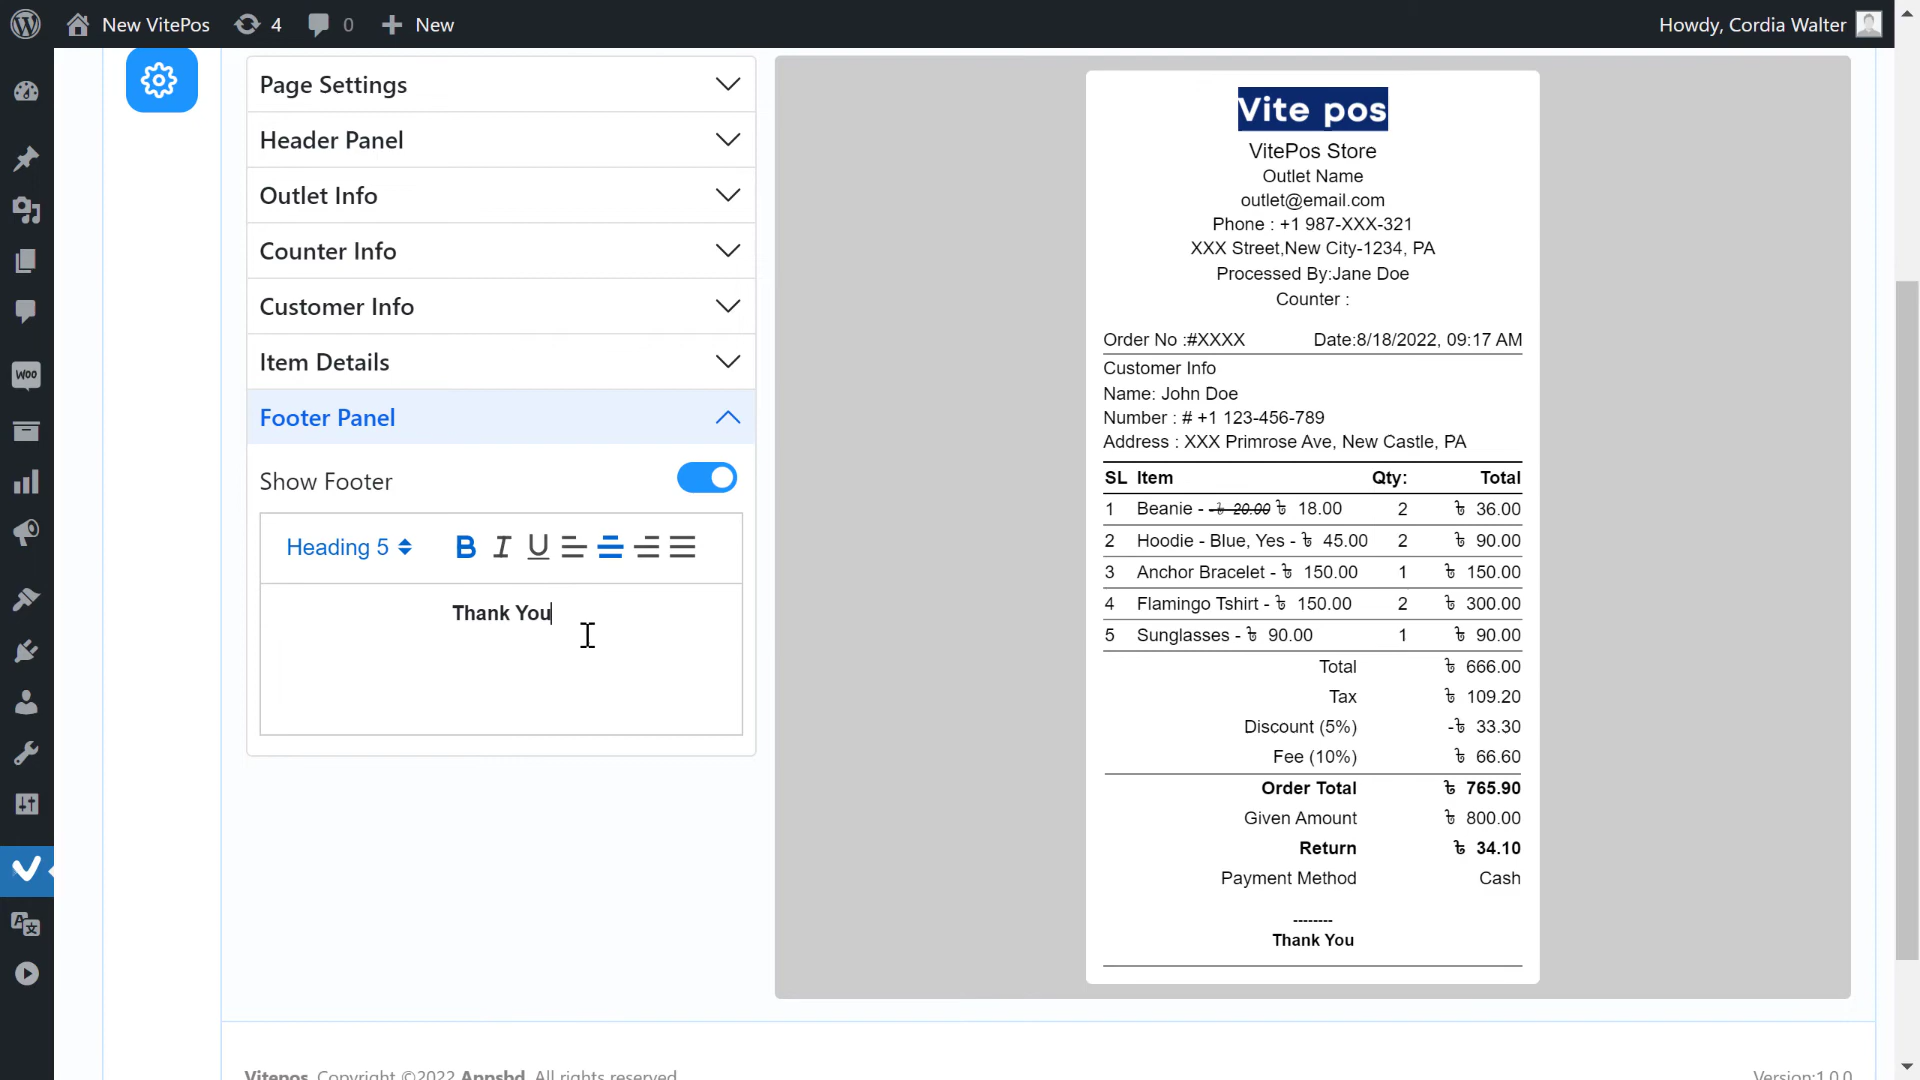 New VitePos
4
0
New
Howdy, Cordia Walter
Page Settings
Header Panel
Outlet Info
Counter Info
Customer Info
Item Details
Footer Panel
Show Footer
Heading 5 B I U
Thank You
Vite pos
VitePos Store
Outlet Name
outlet@email.com
Phone : +1 987-XXX-321
XXX Street,New City-1234, PA
Processed By:Jane Doe
Counter :
Order No :#XXXX Date:8/18/2022, 09:17 AM
Customer Info
Name: John Doe
Number : # +1 123-456-789
Address : XXX Primrose Ave, New Castle, PA
SL Item Qty: Total
1 Beanie - ৳ 20.00 ৳ 18.00 2 ৳ 36.00
2 Hoodie - Blue, Yes - ৳ 45.00 2 ৳ 90.00
3 Anchor Bracelet - ৳ 150.00 1 ৳ 150.00
4 Flamingo Tshirt - ৳ 150.00 2 ৳ 300.00
5 Sunglasses - ৳ 90.00 1 ৳ 90.00
Total ৳ 666.00
Tax ৳ 109.20
Discount (5%) -৳ 33.30
Fee (10%) ৳ 66.60
Order Total ৳ 765.90
Given Amount ৳ 800.00
Return ৳ 34.10
Payment Method Cash
--------
Thank You
Woo
Vitepos Copyright ©2022 Appsbd All rights reserved
Version:1.0.0